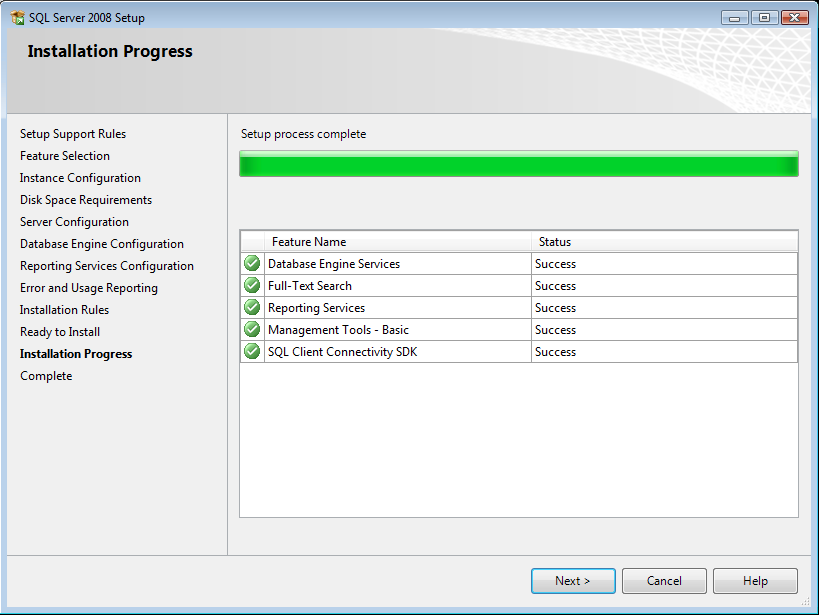 SQL Server 2008 Setup
Installation Progress
Setup Support Rules
Feature Selection
Instance Configuration
Disk Space Requirements
Server Configuration
Database Engine Configuration
Reporting Services Configuration
Error and Usage Reporting
Installation Rules
Ready to Install
Installation Progress
Complete
Setup process complete
Feature Name Status
Database Engine Services Success
Full-Text Search Success
Reporting Services Success
Management Tools - Basic Success
SQL Client Connectivity SDK Success
Next > Cancel Help